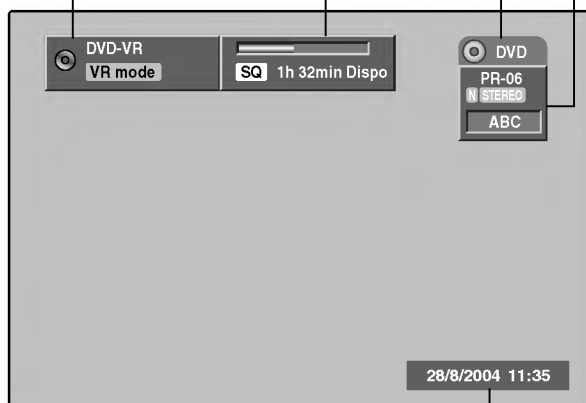 DVD-VR
VR mode
SQ 1h 32min Dispo
DVD
PR-06
N STEREO
ABC
28/8/2004 11:35